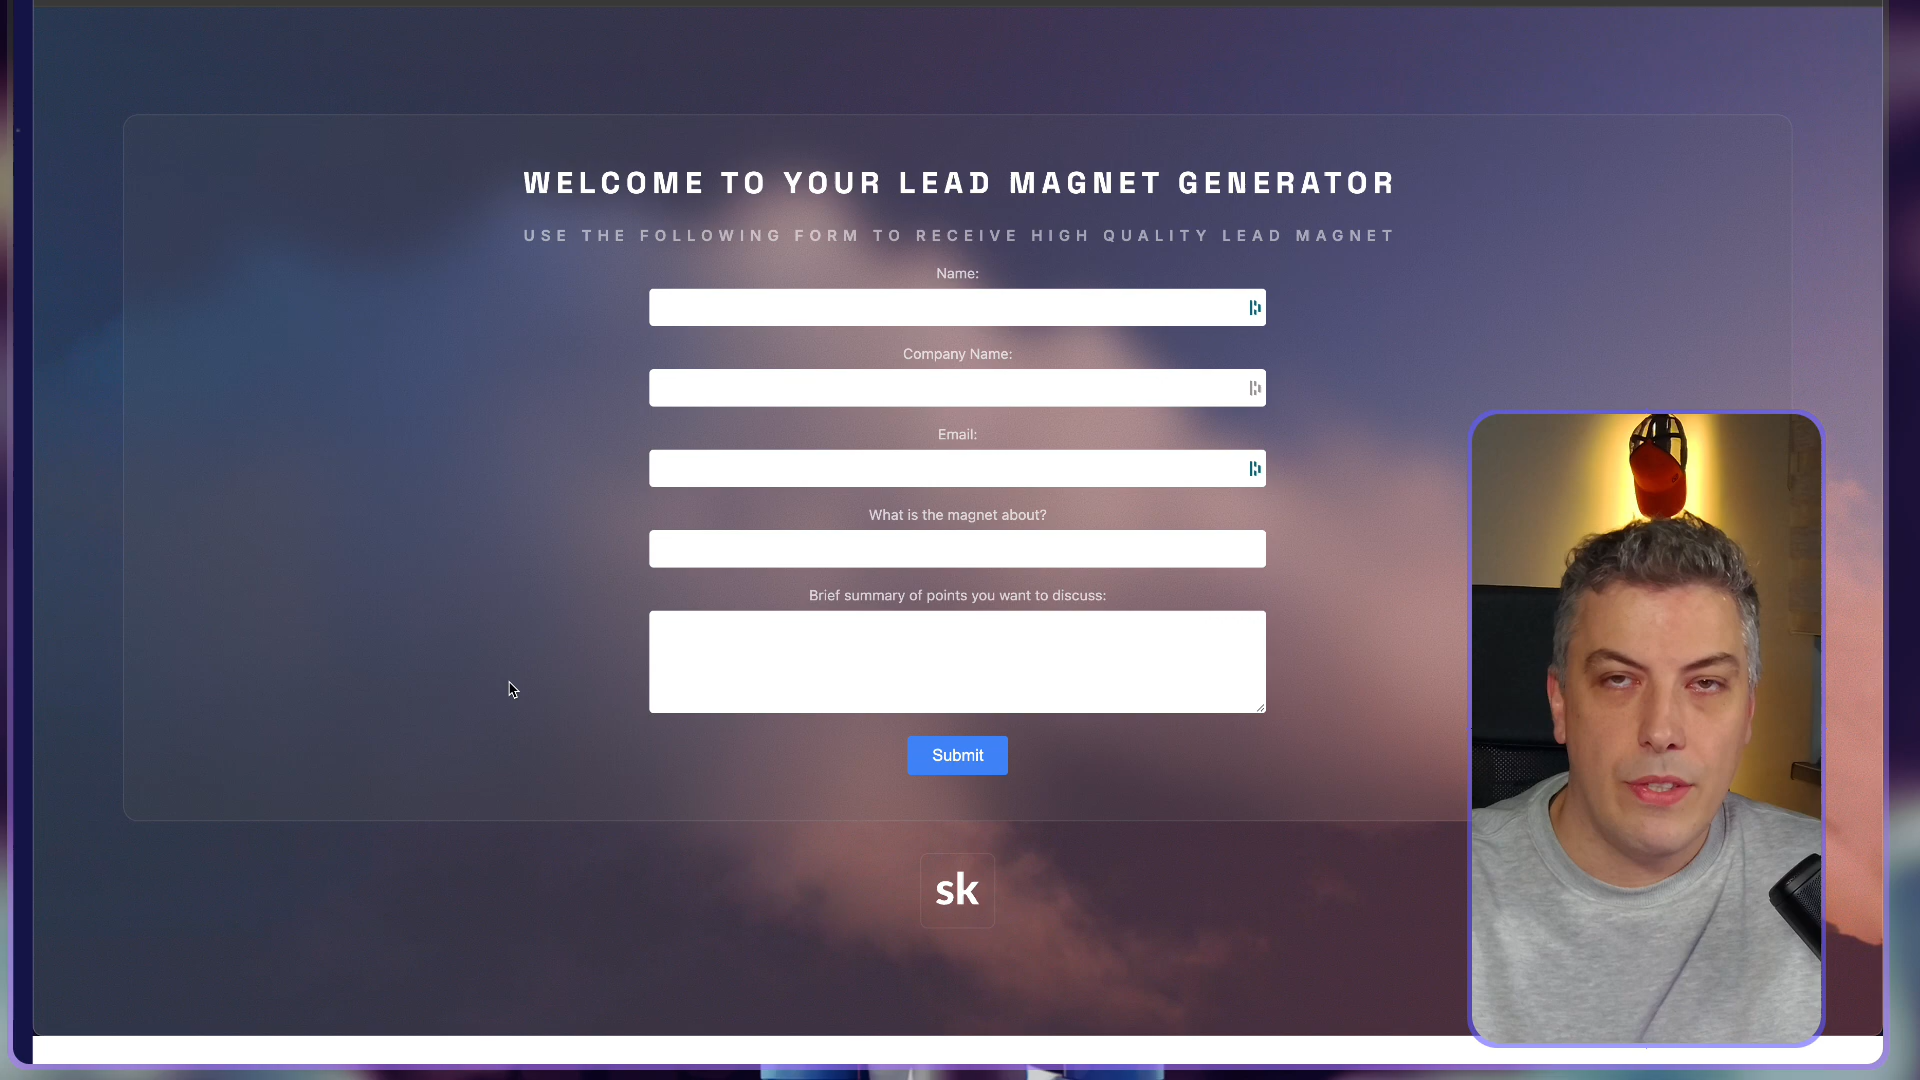 WELCOME TO YOUR LEAD MAGNET GENERATOR
USE THE FOLLOWING FORM TO RECEIVE HIGH QUALITY LEAD MAGNET
Name:
Company Name:
Email:
What is the magnet about?
Brief summary of points you want to discuss:
Submit
sk